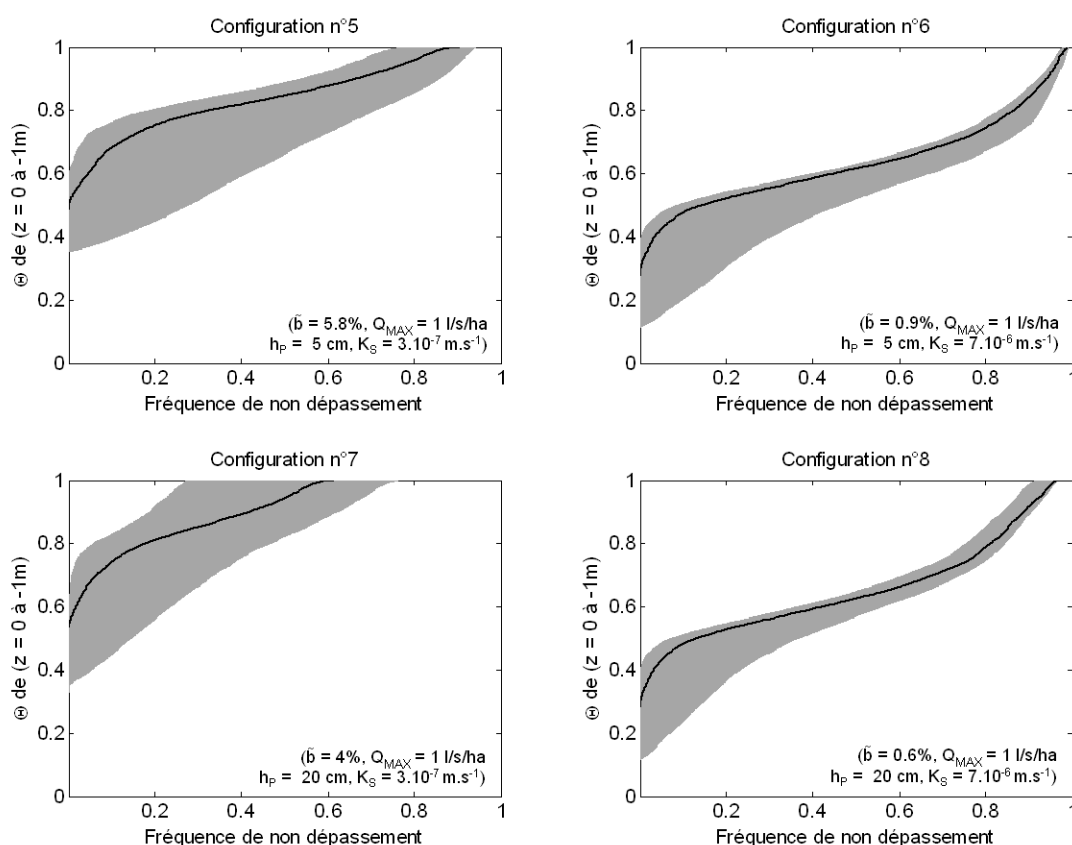 Configuration n°5
1
0.8
0.6
0.4
0.2
0
Θ de (z = 0 à -1m)
(b̃ = 5.8%, Q_MAX = 1 l/s/ha
h_P = 5 cm, K_S = 3.10⁻⁷ m.s⁻¹)
0.2 0.4 0.6 0.8 1
Fréquence de non dépassement
Configuration n°6
1
0.8
0.6
0.4
0.2
0
Θ de (z = 0 à -1m)
(b̃ = 0.9%, Q_MAX = 1 l/s/ha
h_P = 5 cm, K_S = 7.10⁻⁶ m.s⁻¹)
0.2 0.4 0.6 0.8 1
Fréquence de non dépassement
Configuration n°7
1
0.8
0.6
0.4
0.2
0
Θ de (z = 0 à -1m)
(b̃ = 4%, Q_MAX = 1 l/s/ha
h_P = 20 cm, K_S = 3.10⁻⁷ m.s⁻¹)
0.2 0.4 0.6 0.8 1
Fréquence de non dépassement
Configuration n°8
1
0.8
0.6
0.4
0.2
0
Θ de (z = 0 à -1m)
(b̃ = 0.6%, Q_MAX = 1 l/s/ha
h_P = 20 cm, K_S = 7.10⁻⁶ m.s⁻¹)
0.2 0.4 0.6 0.8 1
Fréquence de non dépassement